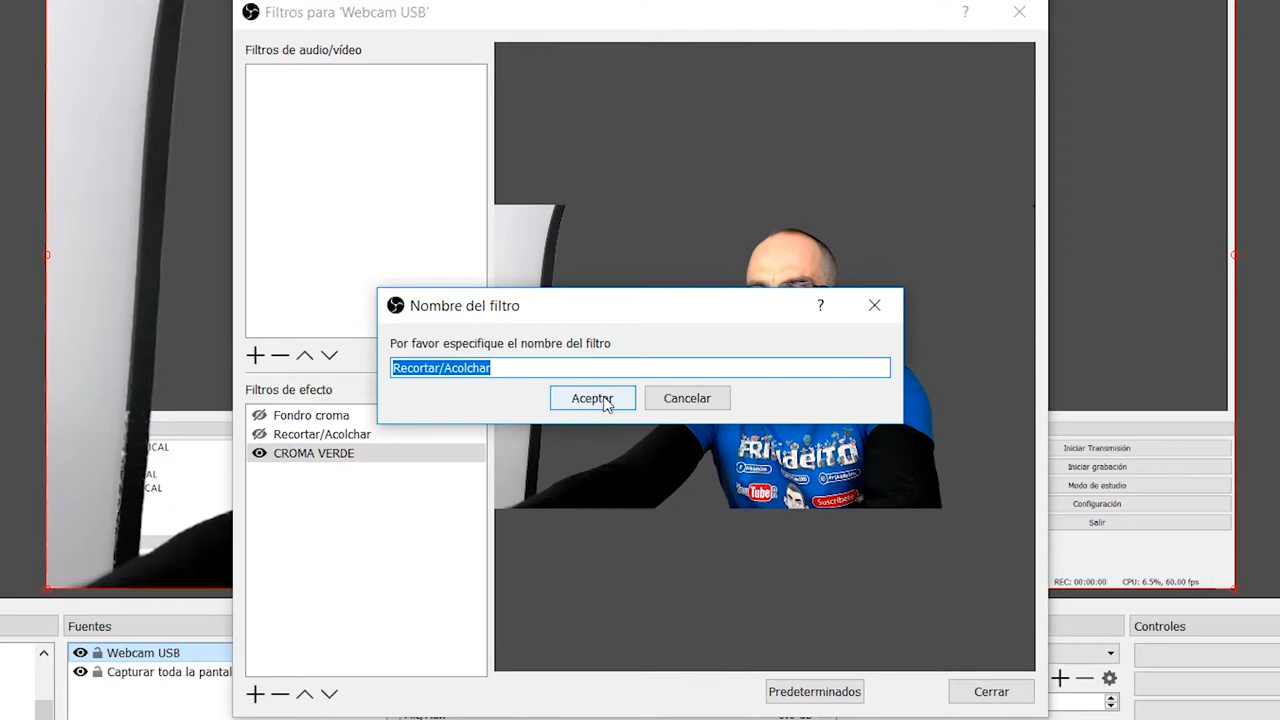 Filtros para 'Webcam USB'
?
Filtros de audio/vídeo
Nombre del filtro
?
Por favor especifique el nombre del filtro
Recortar/Acolchar
Aceptar
Cancelar
Filtros de efecto
Fondro croma
Recortar/Acolchar
CROMA VERDE
FRIKIdEITO
YouTube
Suscribete
Iniciar Transmisión
Iniciar grabación
Modo de estudio
Configuración
Salir
REC: 00:00:00
CPU: 6.5%, 60.00 fps
Fuentes
Webcam USB
Capturar toda la pantal
Controles
Predeterminados
Cerrar